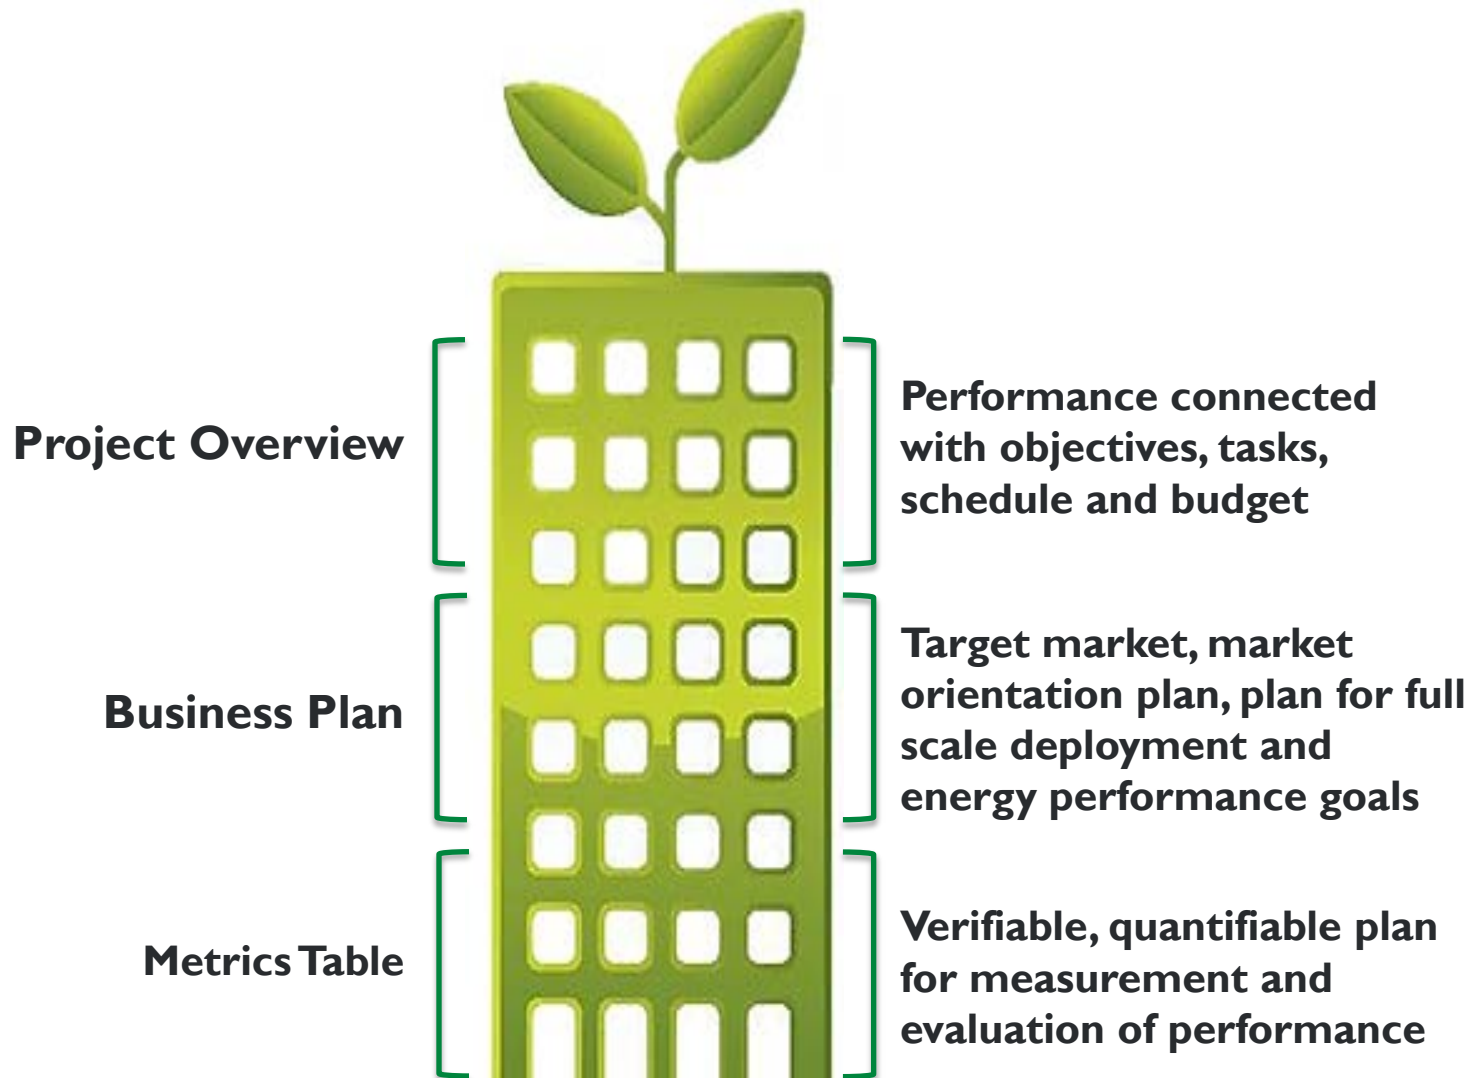 Project Overview
Performance connected
with objectives, tasks,
schedule and budget
Business Plan
Target market, market
orientation plan, plan for full
scale deployment and
energy performance goals
Metrics Table
Verifiable, quantifiable plan
for measurement and
evaluation of performance